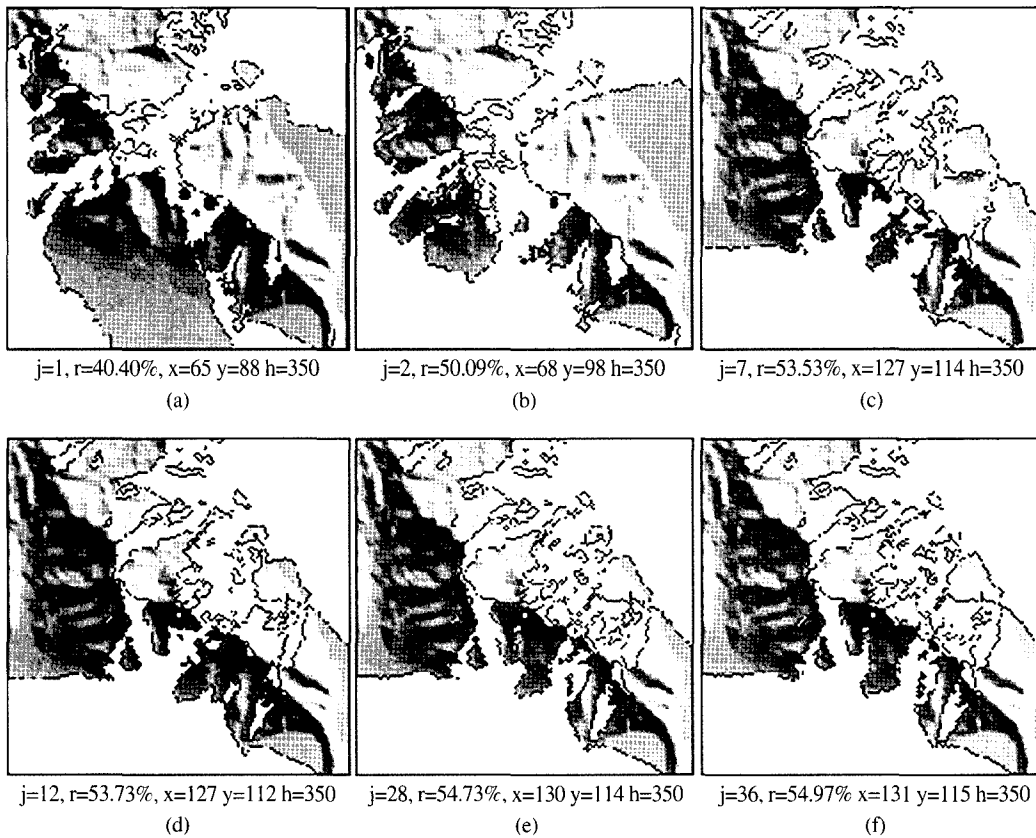 j=1, r=40.40%, x=65 y=88 h=350
(a)
j=2, r=50.09%, x=68 y=98 h=350
(b)
j=7, r=53.53%, x=127 y=114 h=350
(c)
j=12, r=53.73%, x=127 y=112 h=350
(d)
j=28, r=54.73%, x=130 y=114 h=350
(e)
j=36, r=54.97% x=131 y=115 h=350
(f)